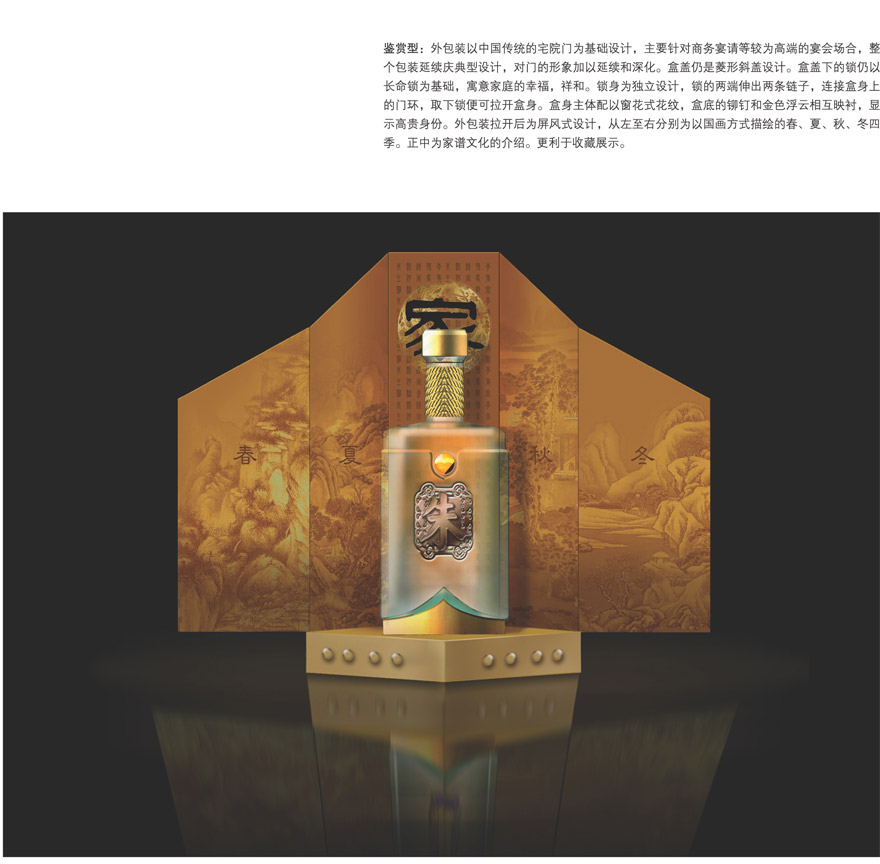 鉴赏型：外包装以中国传统的宅院门为基础设计，主要针对商务宴请等较为高端的宴会场合，整
个包装延续庆典型设计，对门的形象加以延续和深化。盒盖仍是菱形斜盖设计。盒盖下的锁仍以
长命锁为基础，寓意家庭的幸福，祥和。锁身为独立设计，锁的两端伸出两条链子，连接盒身上
的门环，取下锁便可拉开盒身。盒身主体配以窗花式花纹，盒底的铆钉和金色浮云相互映衬，显
示高贵身份。外包装拉开后为屏风式设计，从左至右分别为以国画方式描绘的春、夏、秋、冬四
季。正中为家谱文化的介绍。更利于收藏展示。
家
春
夏
秋
冬
朱